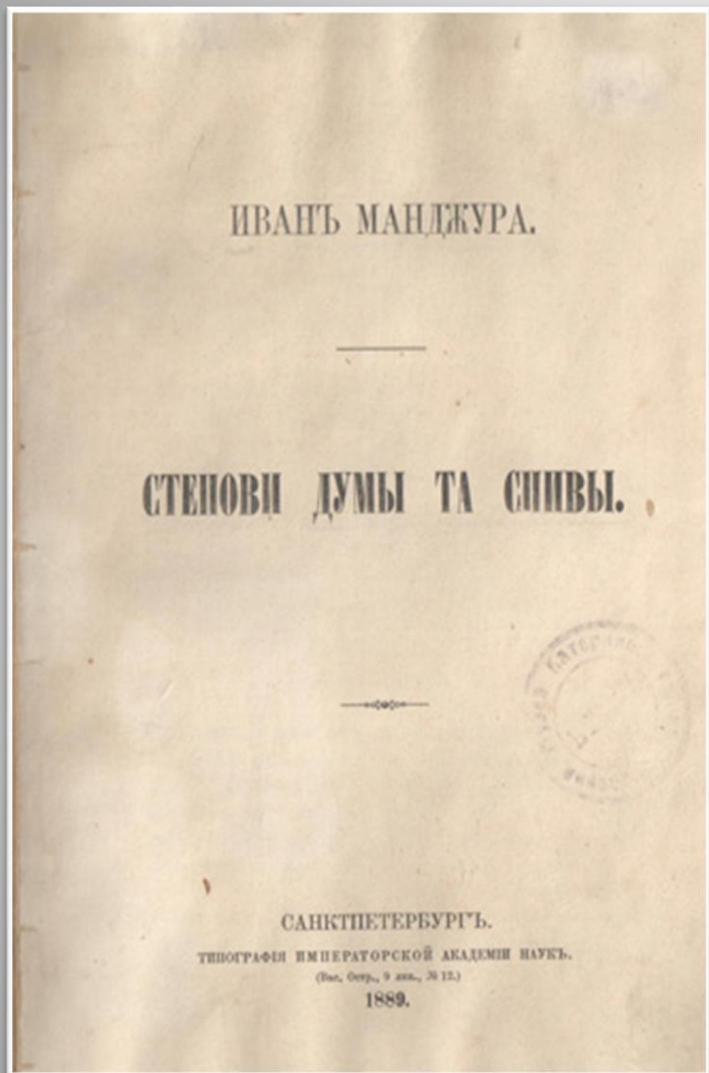 ИВАНЪ МАНДЖУРА.
СТЕПОВИ ДУМЫ ТА СПИВЫ.
САНКТПЕТЕРБУРГЪ.
ТИПОГРАФІЯ ИМПЕРАТОРСКОЙ АКАДЕМІИ НАУКЪ.
(Вас. Остр., 9 лин., № 12.)
1889.